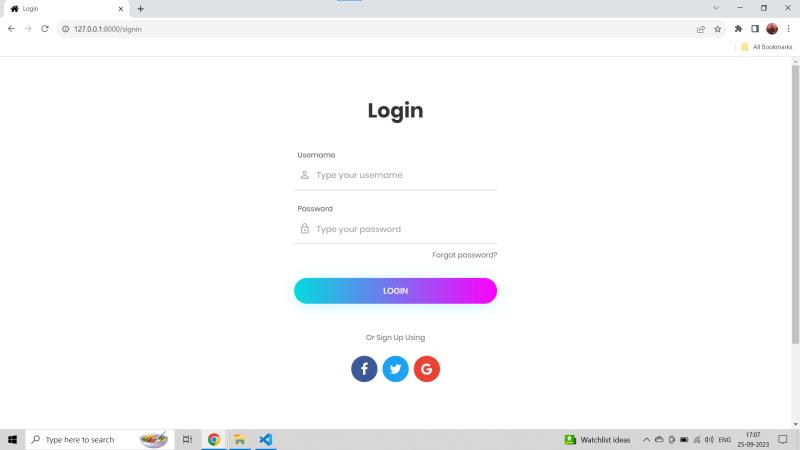 Login
127.0.0.1:8000/signin
All Bookmarks
Login
Username
Type your username
Password
Type your password
Forgot password?
LOGIN
Or Sign Up Using
Type here to search
Watchlist ideas
ENG
17:07
25-09-2023